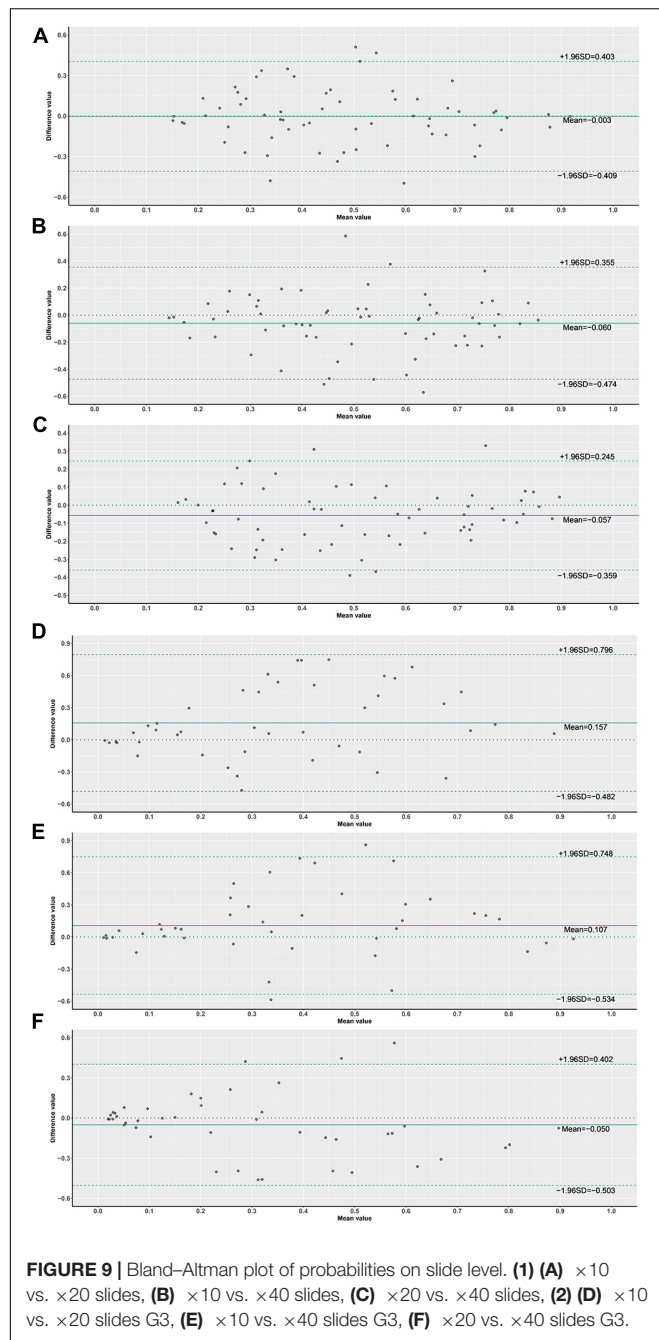 A
0.6
+1.96SD=0.403
0.3
Difference value
0.0
Mean=−0.003
−0.3
−1.96SD=−0.409
−0.6
0.0 0.1 0.2 0.3 0.4 0.5 0.6 0.7 0.8 0.9 1.0
Mean value
B
0.6
+1.96SD=0.355
0.4
0.2
Difference value
0.0
Mean=−0.060
−0.2
−0.4
−1.96SD=−0.474
−0.6
0.0 0.1 0.2 0.3 0.4 0.5 0.6 0.7 0.8 0.9 1.0
Mean value
C
0.4
0.3
+1.96SD=0.245
0.2
0.1
Difference value
0.0
Mean=−0.057
−0.1
−0.2
−0.3
−1.96SD=−0.359
−0.4
−0.5
0.0 0.1 0.2 0.3 0.4 0.5 0.6 0.7 0.8 0.9 1.0
Mean value
D
0.9
+1.96SD=0.796
0.6
0.3
Difference value
Mean=0.157
0.0
−0.3
−1.96SD=−0.482
−0.6
0.0 0.1 0.2 0.3 0.4 0.5 0.6 0.7 0.8 0.9 1.0
Mean value
E
0.9
+1.96SD=0.748
0.6
0.3
Difference value
Mean=0.107
0.0
−0.3
−1.96SD=−0.534
−0.6
0.0 0.1 0.2 0.3 0.4 0.5 0.6 0.7 0.8 0.9 1.0
Mean value
F
0.6
+1.96SD=0.402
0.3
Difference value
0.0
Mean=−0.050
−0.3
−1.96SD=−0.503
−0.6
0.0 0.1 0.2 0.3 0.4 0.5 0.6 0.7 0.8 0.9 1.0
Mean value
FIGURE 9 | Bland–Altman plot of probabilities on slide level. (1) (A) ×10
vs. ×20 slides, (B) ×10 vs. ×40 slides, (C) ×20 vs. ×40 slides, (2) (D) ×10
vs. ×20 slides G3, (E) ×10 vs. ×40 slides G3, (F) ×20 vs. ×40 slides G3.